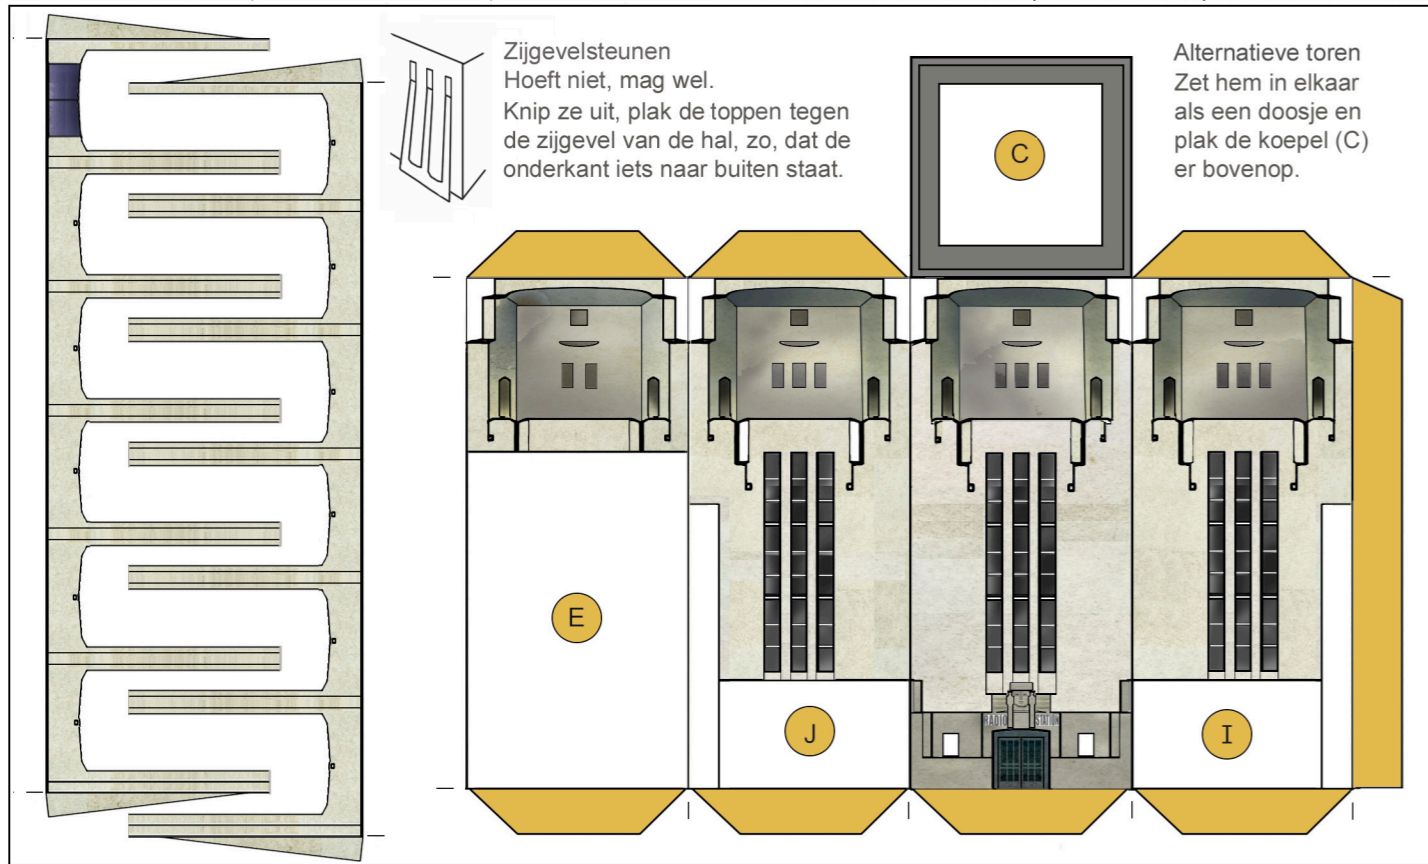 Zijgevelsteunen
Hoeft niet, mag wel.
Knip ze uit, plak de toppen tegen
de zijgevel van de hal, zo, dat de
onderkant iets naar buiten staat.
Alternatieve toren
Zet hem in elkaar
als een doosje en
plak de koepel (C)
er bovenop.
C
E
J
RADIO STATION
I